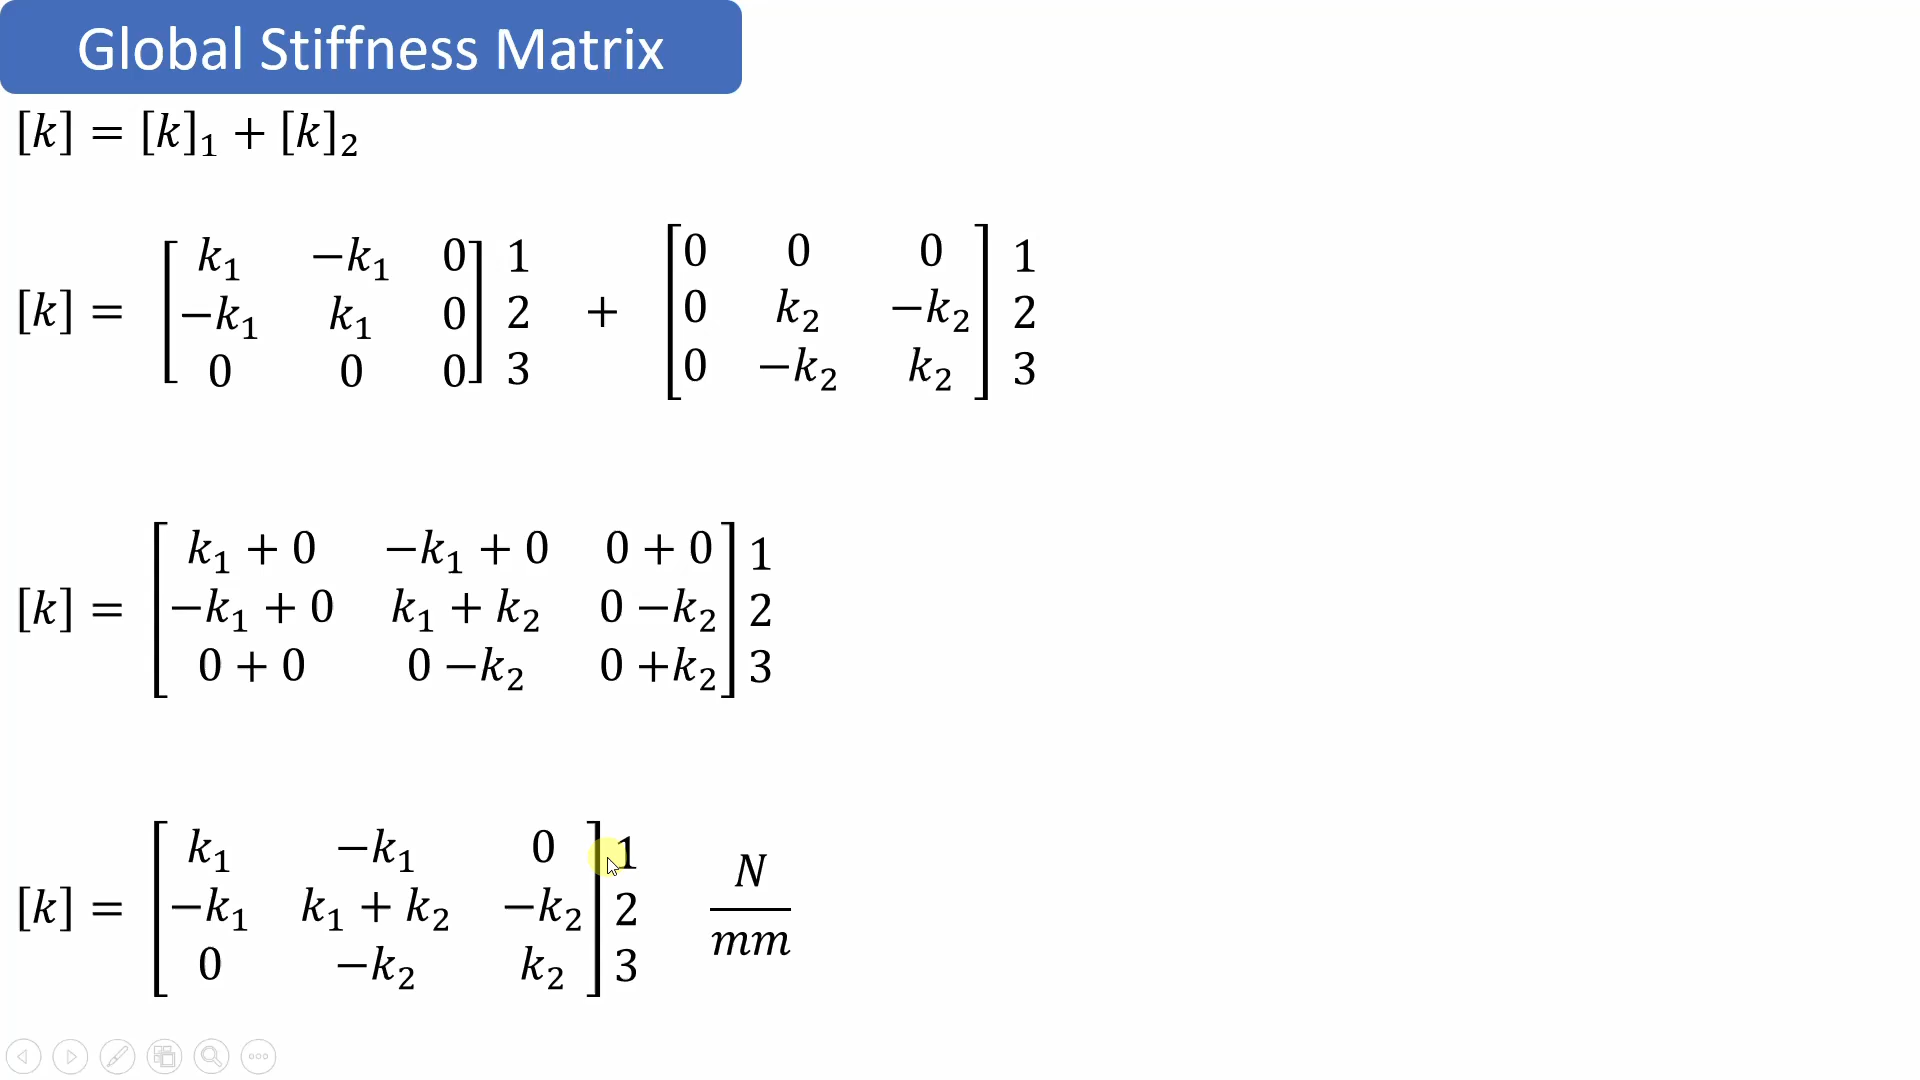 Global Stiffness Matrix
[k] = [k]₁ + [k]₂
k₁ −k₁ 0 1 0 0 0 1
[k] = −k₁ k₁ 0 2 + 0 k₂ −k₂ 2
0 0 0 3 0 −k₂ k₂ 3
k₁ + 0 −k₁ + 0 0 + 0 1
[k] = −k₁ + 0 k₁ + k₂ 0 −k₂ 2
0 + 0 0 −k₂ 0 +k₂ 3
k₁ −k₁ 0 1 N
[k] = −k₁ k₁ + k₂ −k₂ 2
0 −k₂ k₂ 3 mm